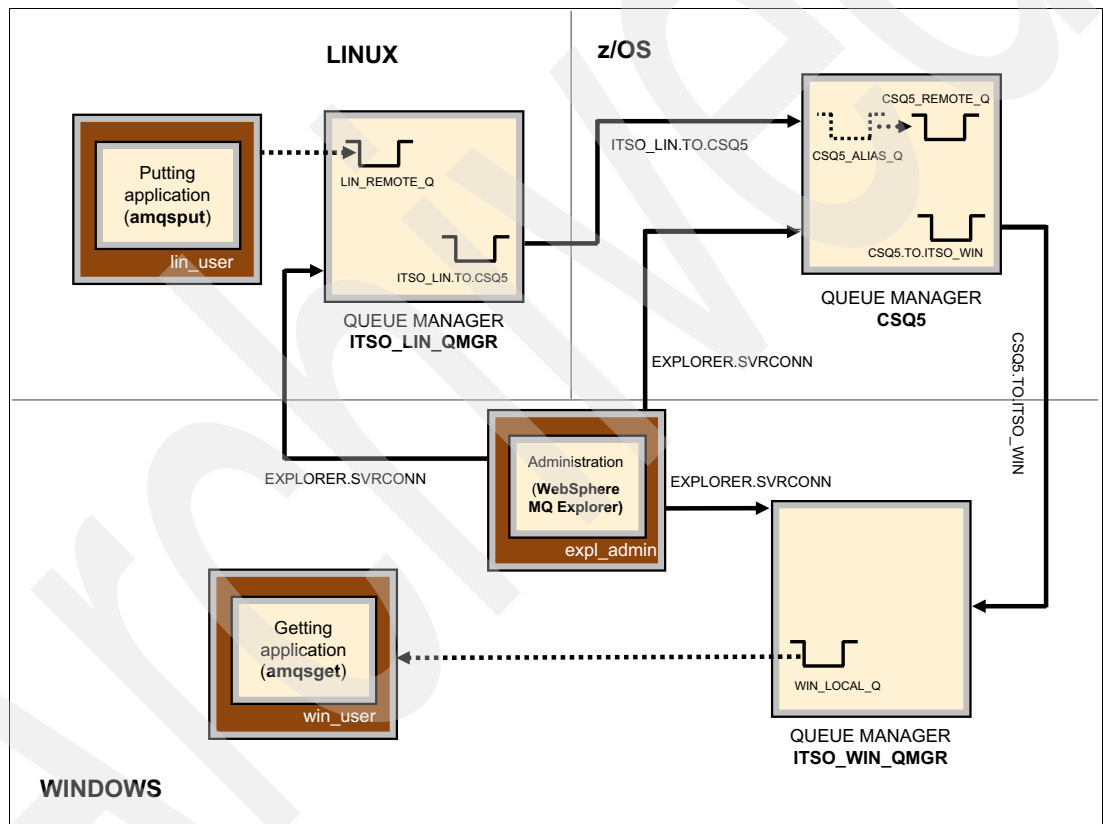 LINUX
z/OS
Putting
application
(amqsput)
lin_user
LIN_REMOTE_Q
ITSO_LIN.TO.CSQ5
QUEUE MANAGER
ITSO_LIN_QMGR
ITSO_LIN.TO.CSQ5
CSQ5_REMOTE_Q
CSQ5_ALIAS_Q
CSQ5.TO.ITSO_WIN
QUEUE MANAGER
CSQ5
EXPLORER.SVRCONN
CSQ5.TO.ITSO_WIN
EXPLORER.SVRCONN
Administration
(WebSphere
MQ Explorer)
expl_admin
EXPLORER.SVRCONN
Getting
application
(amqsget)
win_user
WIN_LOCAL_Q
QUEUE MANAGER
ITSO_WIN_QMGR
WINDOWS